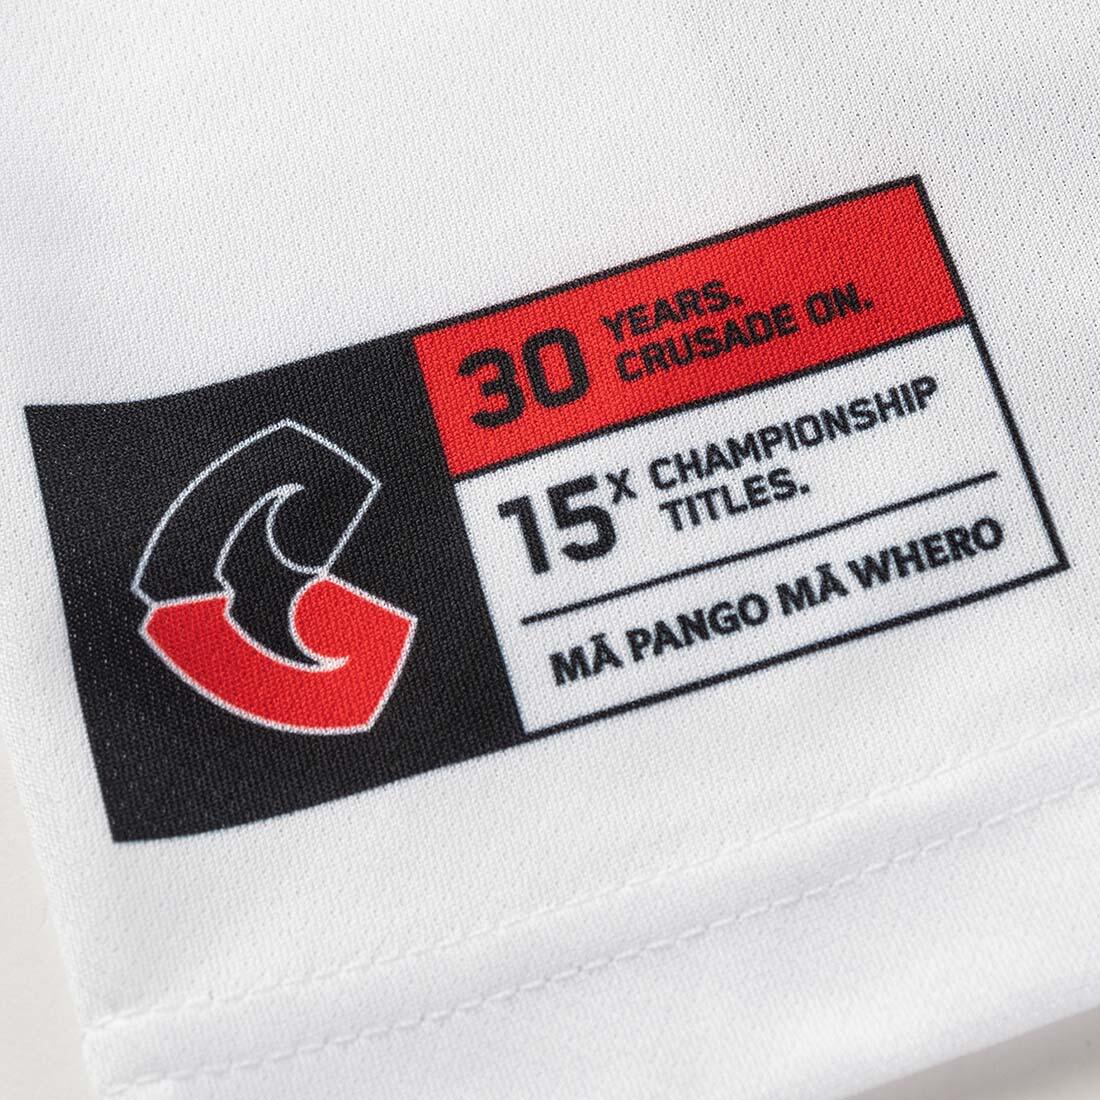 30 YEARS.
CRUSADE ON.
15X CHAMPIONSHIP
TITLES.
MĀ PANGO MĀ WHERO